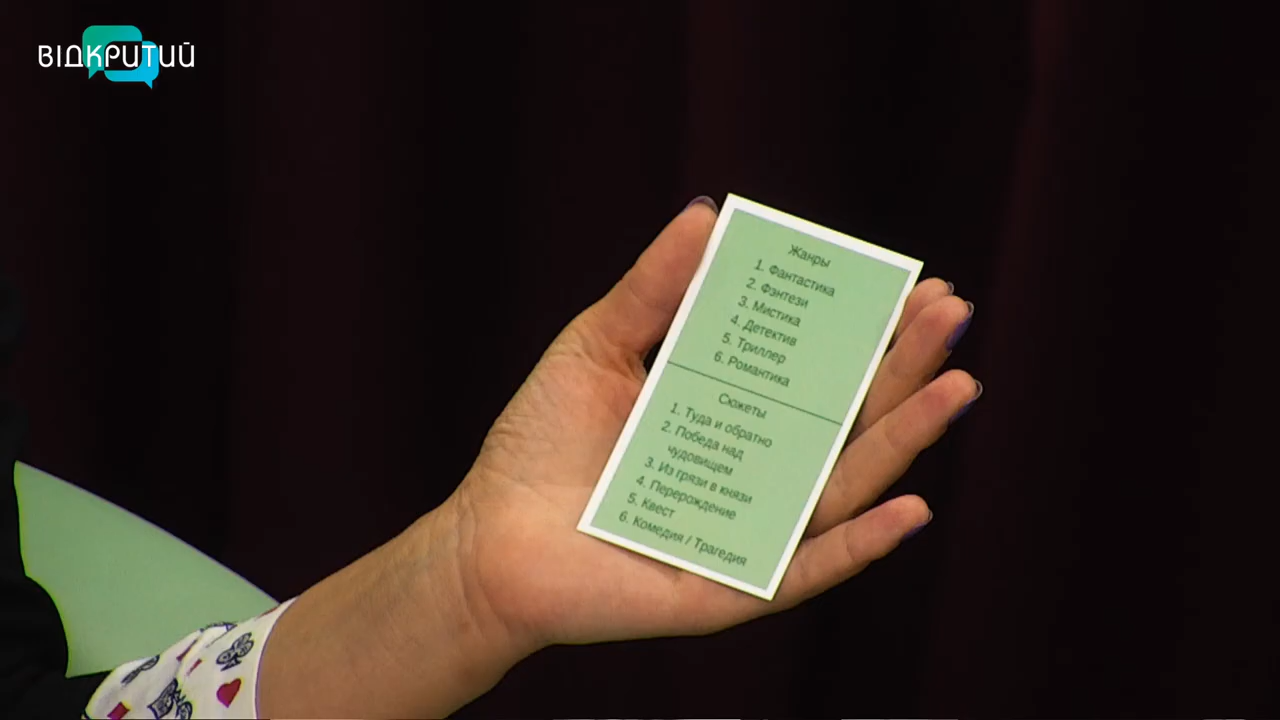 ВІДКРИТИЙ
Жанры
1. Фантастика
2. Фэнтези
3. Мистика
4. Детектив
5. Триллер
6. Романтика
Сюжеты
1. Туда и обратно
2. Победа над
чудовищем
3. Из грязи в князи
4. Перерождение
5. Квест
6. Комедия / Трагедия